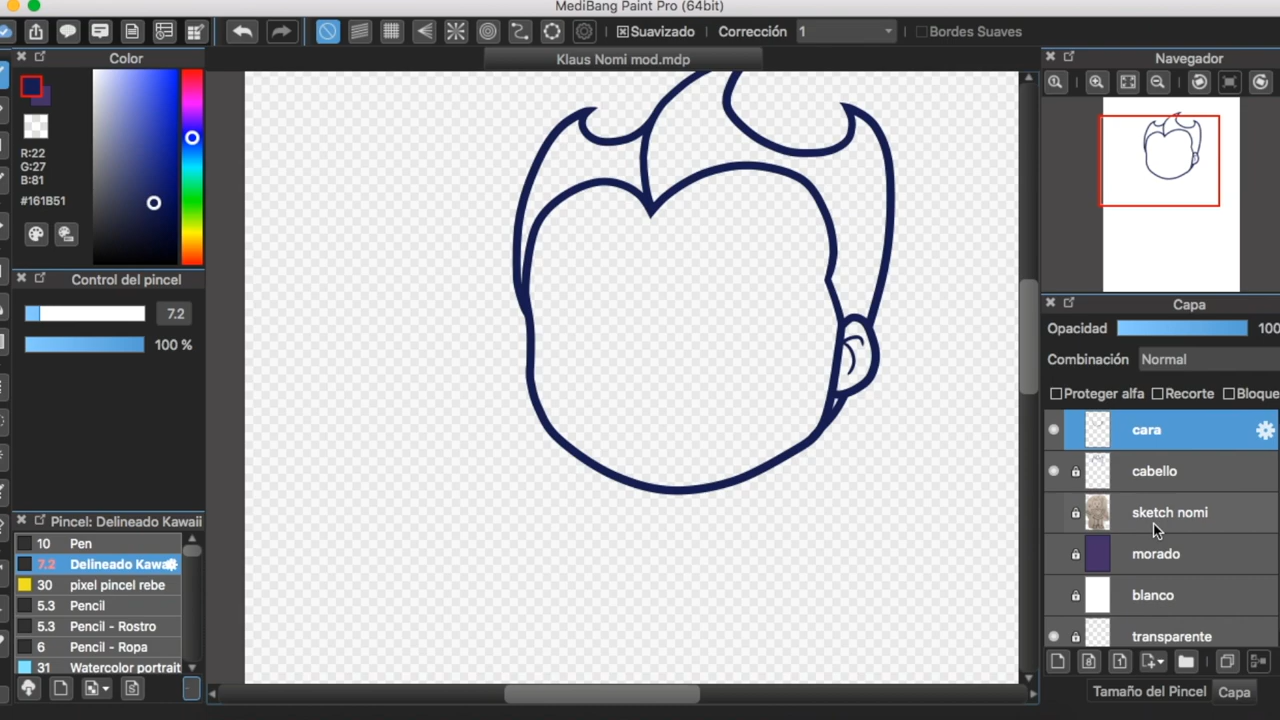 MediBang Paint Pro (64bit)
Suavizado Corrección 1 Bordes Suaves
Klaus Nomi mod.mdp
Color
R:22
G:27
B:81
#161B51
Control del pincel
7.2
100 %
Pincel: Delineado Kawaii
10 Pen
7.2 Delineado Kawa
30 pixel pincel rebe
5.3 Pencil
5.3 Pencil - Rostro
6 Pencil - Ropa
31 Watercolor portrait
Navegador
Capa
Opacidad 100
Combinación Normal
Proteger alfa Recorte Bloque
cara
cabello
sketch nomi
morado
blanco
transparente
Tamaño del Pincel Capa